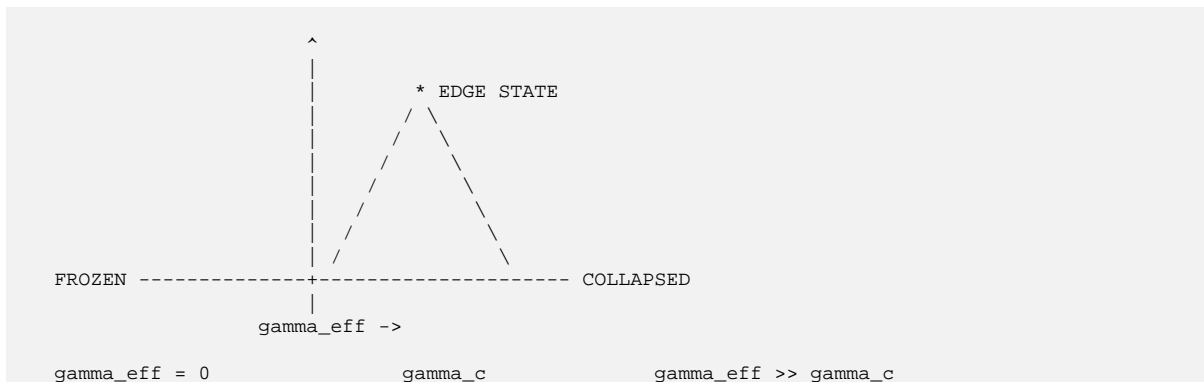 * EDGE STATE
FROZEN COLLAPSED
gamma_eff ->
gamma_eff = 0 gamma_c gamma_eff >> gamma_c